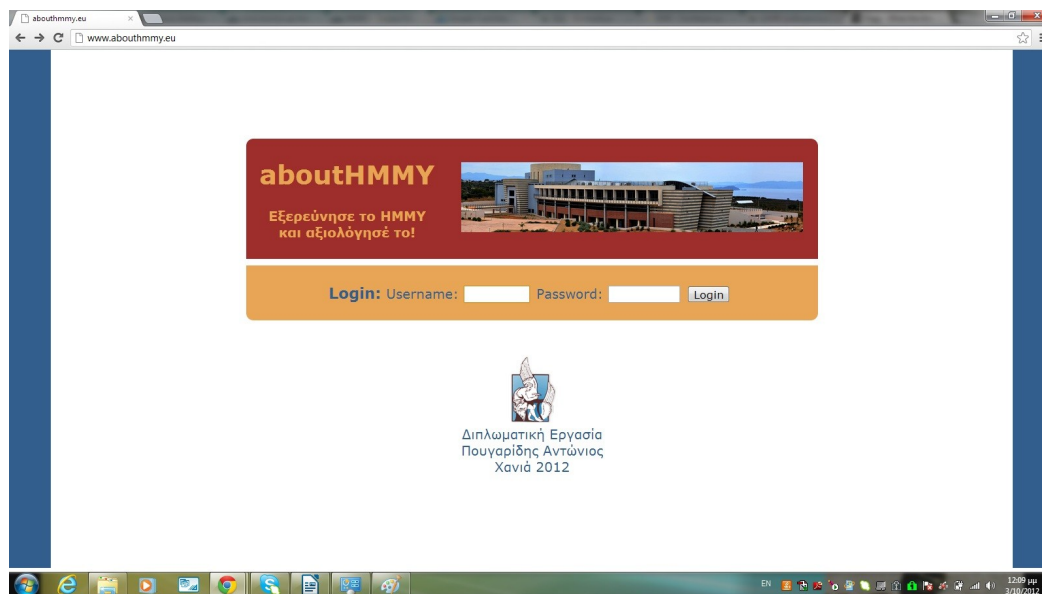 abouthmmy.eu
www.abouthmmy.eu
aboutHMMY
Εξερεύνησε το ΗΜΜΥ
και αξιολόγησέ το!
Login: Username: Password: Login
Διπλωματική Εργασία
Πουγαρίδης Αντώνιος
Χανιά 2012
EN
12:09 μμ
3/10/2012